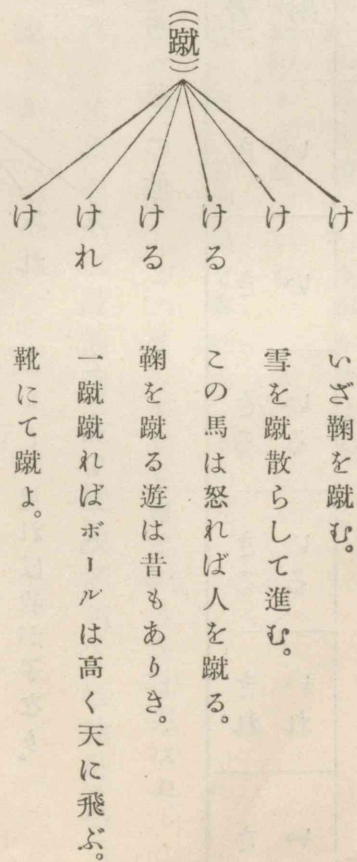 (蹴)
け　いざ鞠を蹴む。
け　雪を蹴散らして進む。
ける　この馬は怒れば人を蹴る。
ける　鞠を蹴る遊は昔もありき。
けれ　一蹴蹴ればボールは高く天に飛ぶ。
け　靴にて蹴よ。